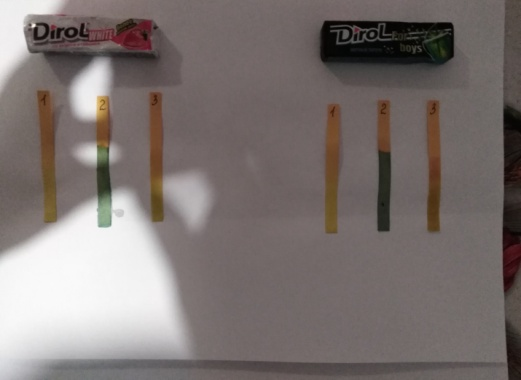 DIROL WHITE
DIROL
boys
1 2 3
1 2 3